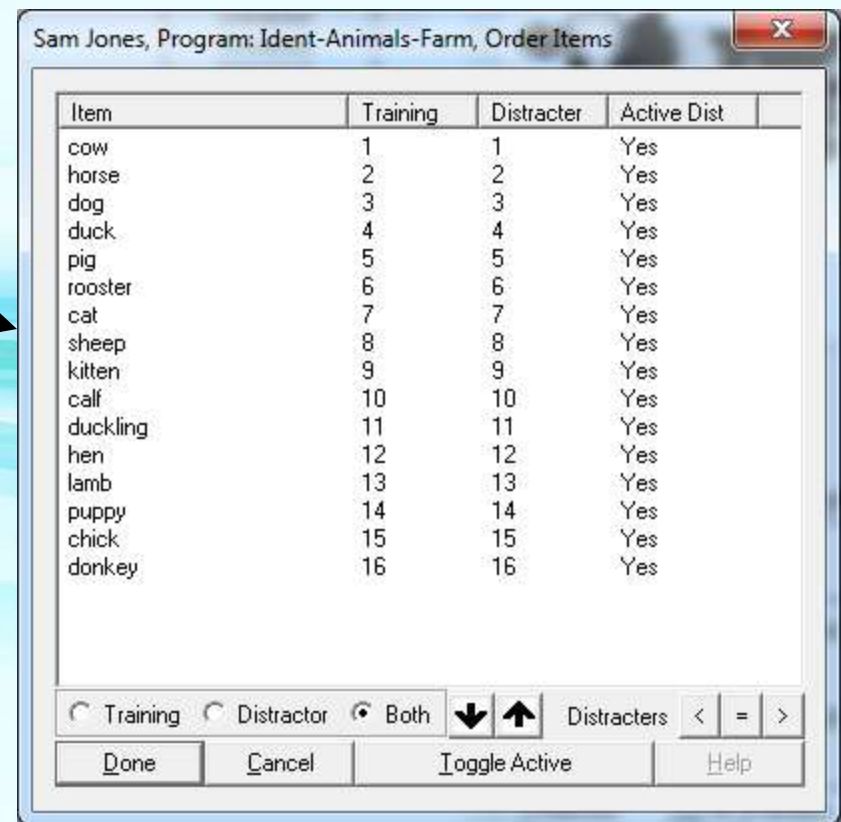 Sam Jones, Program: Ident-Animals-Farm, Order Items
Item Training Distracter Active Dist
cow 1 1 Yes
horse 2 2 Yes
dog 3 3 Yes
duck 4 4 Yes
pig 5 5 Yes
rooster 6 6 Yes
cat 7 7 Yes
sheep 8 8 Yes
kitten 9 9 Yes
calf 10 10 Yes
duckling 11 11 Yes
hen 12 12 Yes
lamb 13 13 Yes
puppy 14 14 Yes
chick 15 15 Yes
donkey 16 16 Yes
Training Distractor Both Distracters < = >
Done Cancel Toggle Active Help